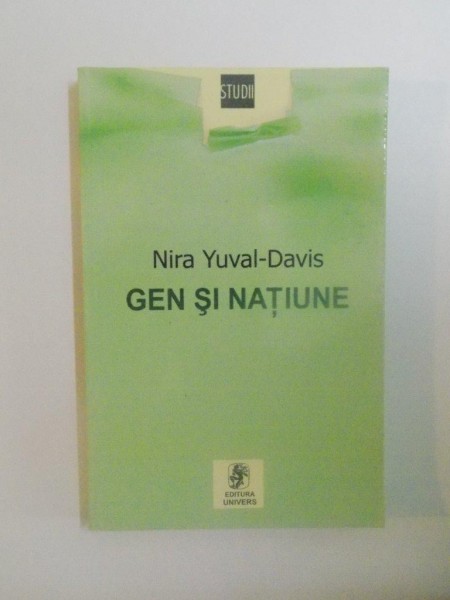 STUDII
Nira Yuval-Davis
GEN ŞI NAŢIUNE
EDITURA
UNIVERS